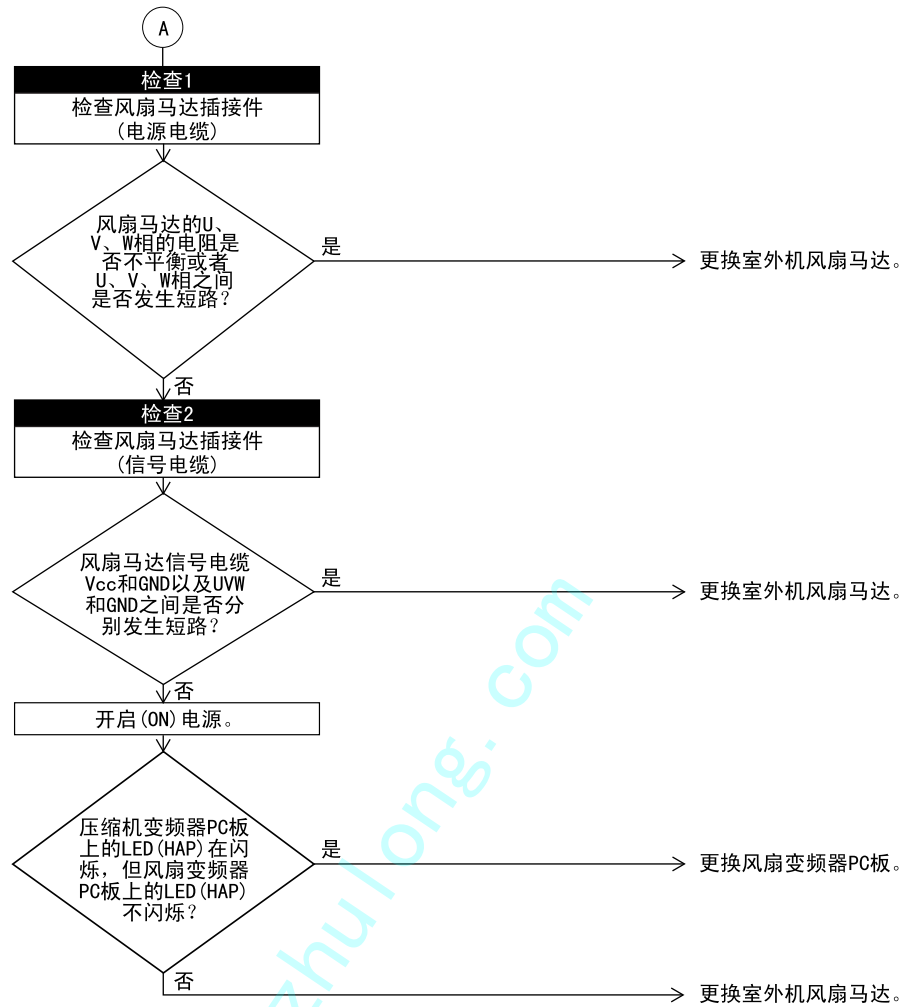 A
检查1
检查风扇马达插接件
(电源电缆)
风扇马达的U、
V、W相的电阻是
否不平衡或者
U、V、W相之间
是否发生短路？
是
更换室外机风扇马达。
否
检查2
检查风扇马达插接件
(信号电缆)
风扇马达信号电缆
Vcc和GND以及UVW
和GND之间是否分
别发生短路？
是
更换室外机风扇马达。
否
开启(ON)电源。
压缩机变频器PC板
上的LED(HAP)在闪
烁，但风扇变频器
PC板上的LED(HAP)
不闪烁？
是
更换风扇变频器PC板。
否
更换室外机风扇马达。
zhulong.com